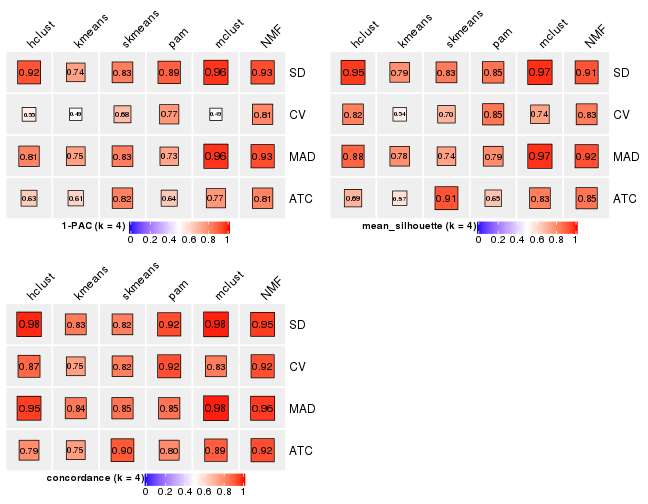 hclust kmeans skmeans pam mclust NMF
0.92 0.74 0.83 0.89 0.96 0.93 SD
0.55 0.49 0.68 0.77 0.49 0.81 CV
0.81 0.75 0.83 0.73 0.96 0.93 MAD
0.63 0.61 0.82 0.64 0.77 0.81 ATC
1-PAC (k = 4)
0 0.2 0.4 0.6 0.8 1
hclust kmeans skmeans pam mclust NMF
0.95 0.79 0.83 0.85 0.97 0.91 SD
0.82 0.54 0.70 0.85 0.74 0.83 CV
0.88 0.78 0.74 0.79 0.97 0.92 MAD
0.69 0.57 0.91 0.65 0.83 0.85 ATC
mean_silhouette (k = 4)
0 0.2 0.4 0.6 0.8 1
hclust kmeans skmeans pam mclust NMF
0.98 0.83 0.82 0.92 0.98 0.95 SD
0.87 0.75 0.82 0.92 0.83 0.92 CV
0.95 0.84 0.85 0.85 0.98 0.96 MAD
0.79 0.75 0.90 0.80 0.89 0.92 ATC
concordance (k = 4)
0 0.2 0.4 0.6 0.8 1